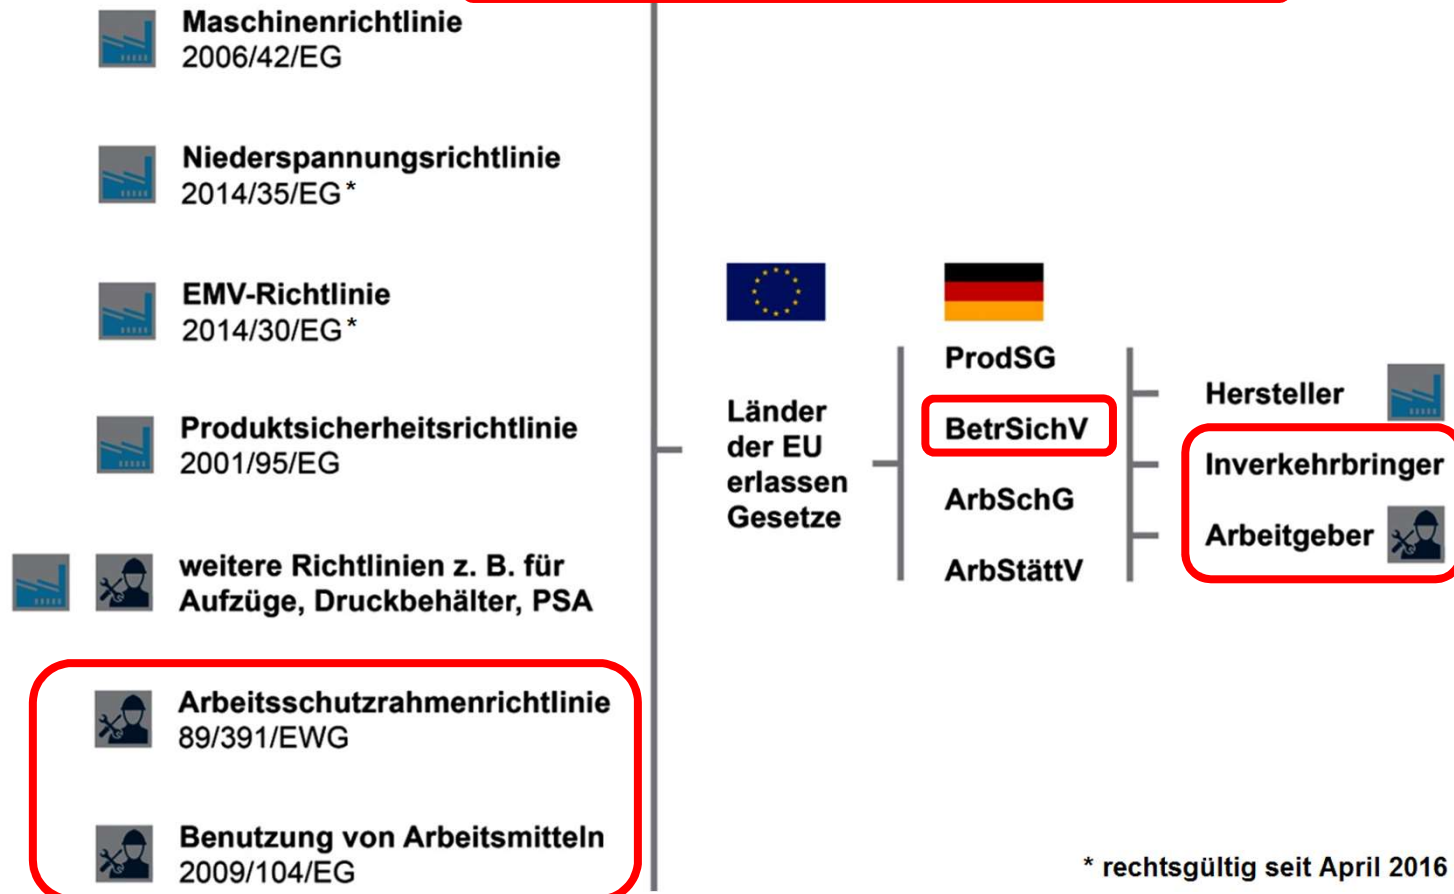 Maschinenrichtlinie
2006/42/EG
Niederspannungsrichtlinie
2014/35/EG*
EMV-Richtlinie
2014/30/EG*
Produktsicherheitsrichtlinie
2001/95/EG
weitere Richtlinien z. B. für
Aufzüge, Druckbehälter, PSA
Arbeitsschutzrahmenrichtlinie
89/391/EWG
Benutzung von Arbeitsmitteln
2009/104/EG
Länder
der EU
erlassen
Gesetze
ProdSG
BetrSichV
ArbSchG
ArbStättV
Hersteller
Inverkehrbringer
Arbeitgeber
* rechtsgültig seit April 2016